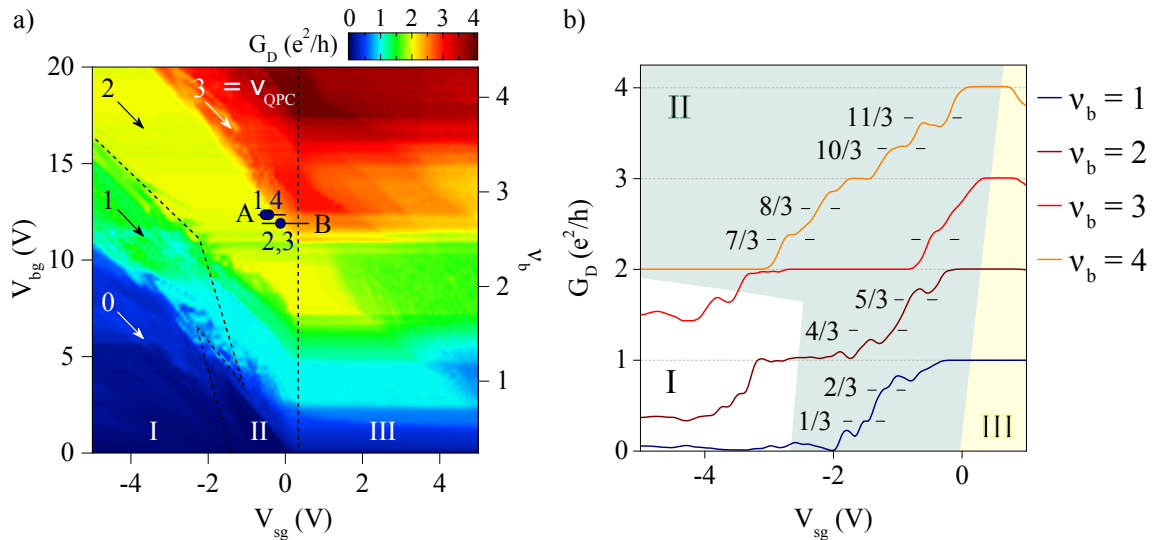 a)
0 1 2 3 4
G_D (e²/h)
20
15
10
5
0
V_bg (V)
2
3 = ν_QPC
1
0
1 4
A
B
2,3
I
II
III
4
3
2
1
ν_b
-4
-2
0
2
4
V_sg (V)
b)
4
3
2
1
0
G_D (e²/h)
II
11/3
10/3
8/3
7/3
5/3
4/3
2/3
1/3
I
III
-4
-2
0
V_sg (V)
ν_b = 1
ν_b = 2
ν_b = 3
ν_b = 4